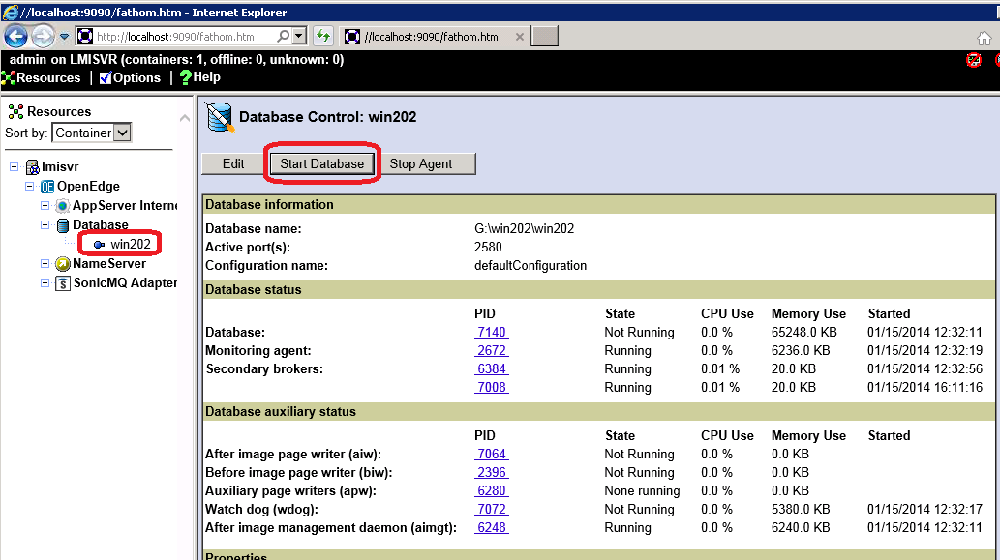 //localhost:9090/fathom.htm - Internet Explorer
http://localhost:9090/fathom.htm
//localhost:9090/fathom.htm
admin on LMISVR (containers: 1, offline: 0, unknown: 0)
Resources | Options | Help
Resources
Sort by: Container
lmisvr
OpenEdge
AppServer Interne
Database
win202
NameServer
SonicMQ Adapter
Database Control: win202
Edit Start Database Stop Agent
Database information
Database name: G:\win202\win202
Active port(s): 2580
Configuration name: defaultConfiguration
Database status
PID State CPU Use Memory Use Started
Database: 7140 Not Running 0.0 % 65248.0 KB 01/15/2014 12:32:11
Monitoring agent: 2672 Running 0.0 % 6236.0 KB 01/15/2014 12:32:19
Secondary brokers: 6384 Running 0.01 % 20.0 KB 01/15/2014 12:32:56
7008 Running 0.01 % 20.0 KB 01/15/2014 16:11:16
Database auxiliary status
PID State CPU Use Memory Use Started
After image page writer (aiw): 7064 Not Running 0.0 % 0.0 KB
Before image page writer (biw): 2396 Not Running 0.0 % 0.0 KB
Auxiliary page writers (apw): 6280 None running 0.0 % 0.0 KB
Watch dog (wdog): 7072 Not Running 0.0 % 5380.0 KB 01/15/2014 12:32:17
After image management daemon (aimgt): 6248 Running 0.0 % 6240.0 KB 01/15/2014 12:32:11
Properties